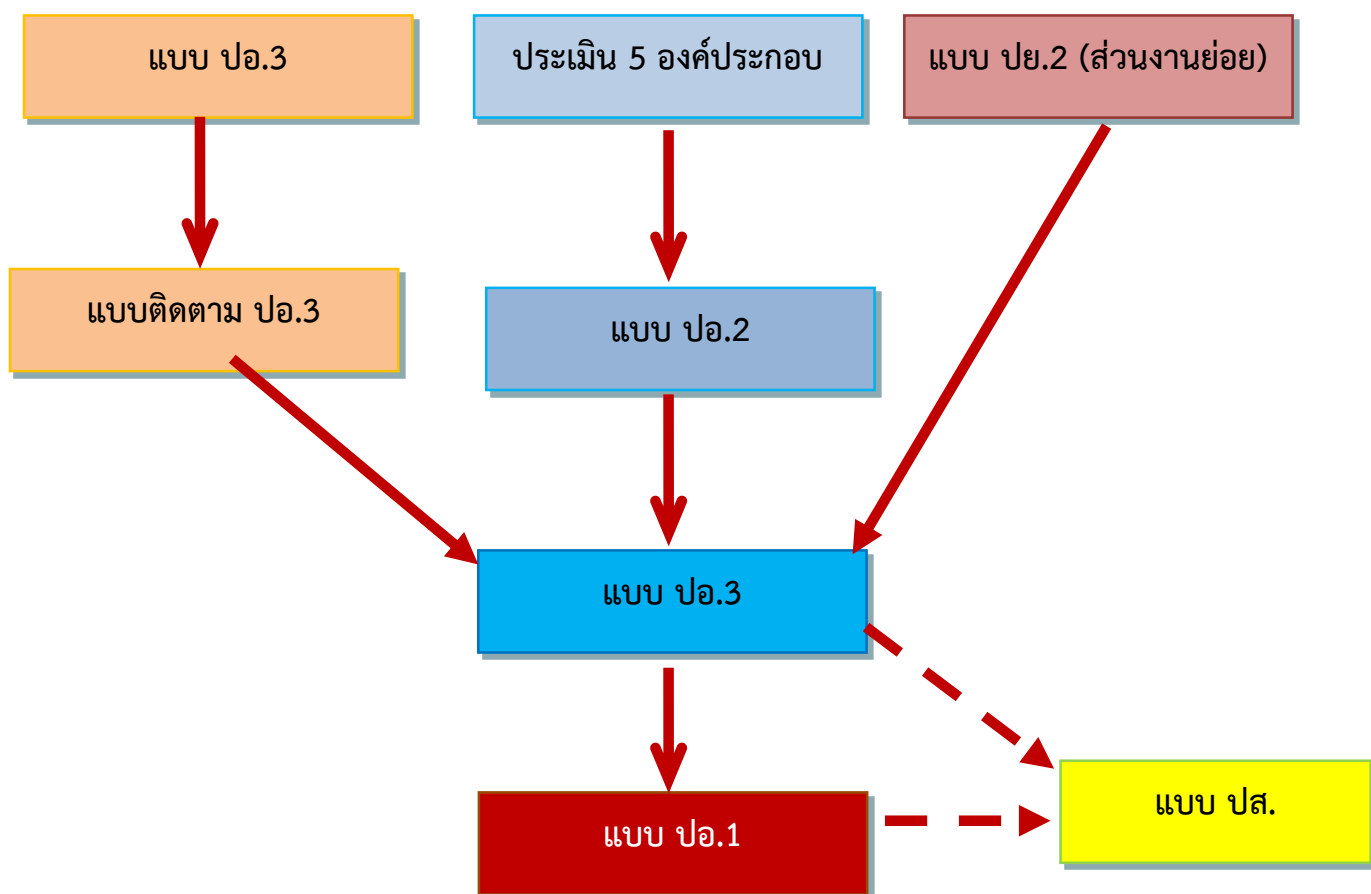 แบบ ปอ.3
ประเมิน 5 องค์ประกอบ
แบบ ปย.2 (ส่วนงานย่อย)
แบบติดตาม ปอ.3
แบบ ปอ.2
แบบ ปอ.3
แบบ ปส.
แบบ ปอ.1